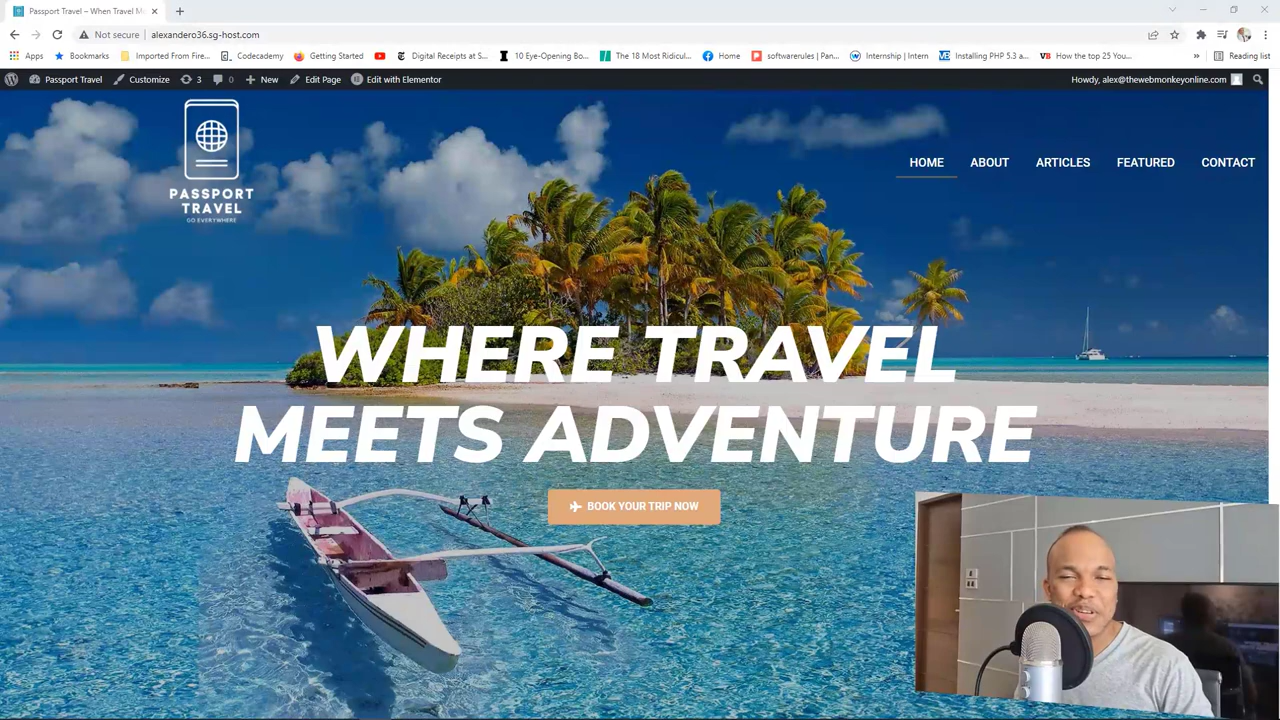 Passport Travel – When Travel M
Not secure | alexandero36.sg-host.com
Apps Bookmarks Imported From Fire... Codecademy Getting Started Digital Receipts at S... 10 Eye-Opening Bo... The 18 Most Ridicul... Facebook softwarerules | Pan... Internship | Intern Installing PHP 5.3 a... How the top 25 You... » Reading list
Passport Travel Customize 3 0 New Edit Page Edit with Elementor Howdy, alex@thewebmonkeyonline.com
PASSPORT
TRAVEL
GO EVERYWHERE
HOME ABOUT ARTICLES FEATURED CONTACT
WHERE TRAVEL
MEETS ADVENTURE
BOOK YOUR TRIP NOW